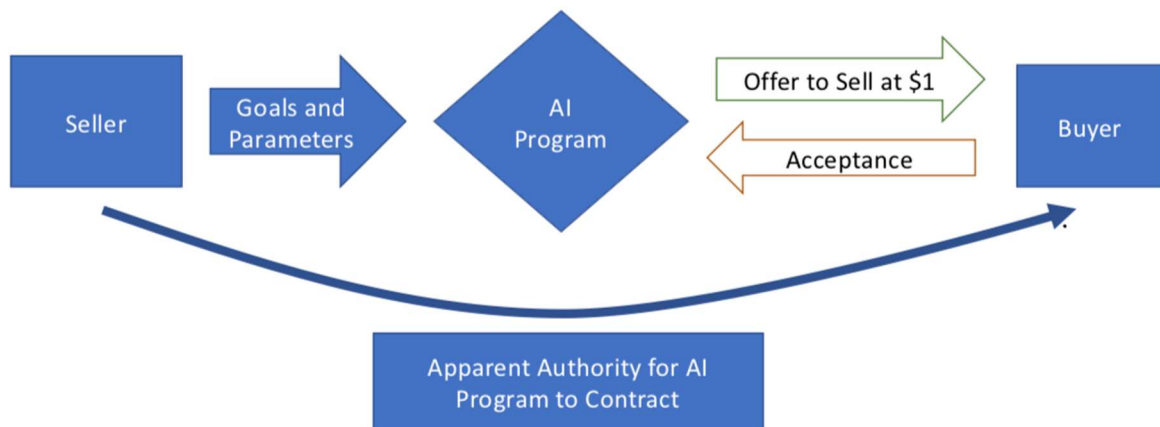 Seller
Goals and
Parameters
AI
Program
Offer to Sell at $1
Acceptance
Buyer
.
Apparent Authority for AI
Program to Contract